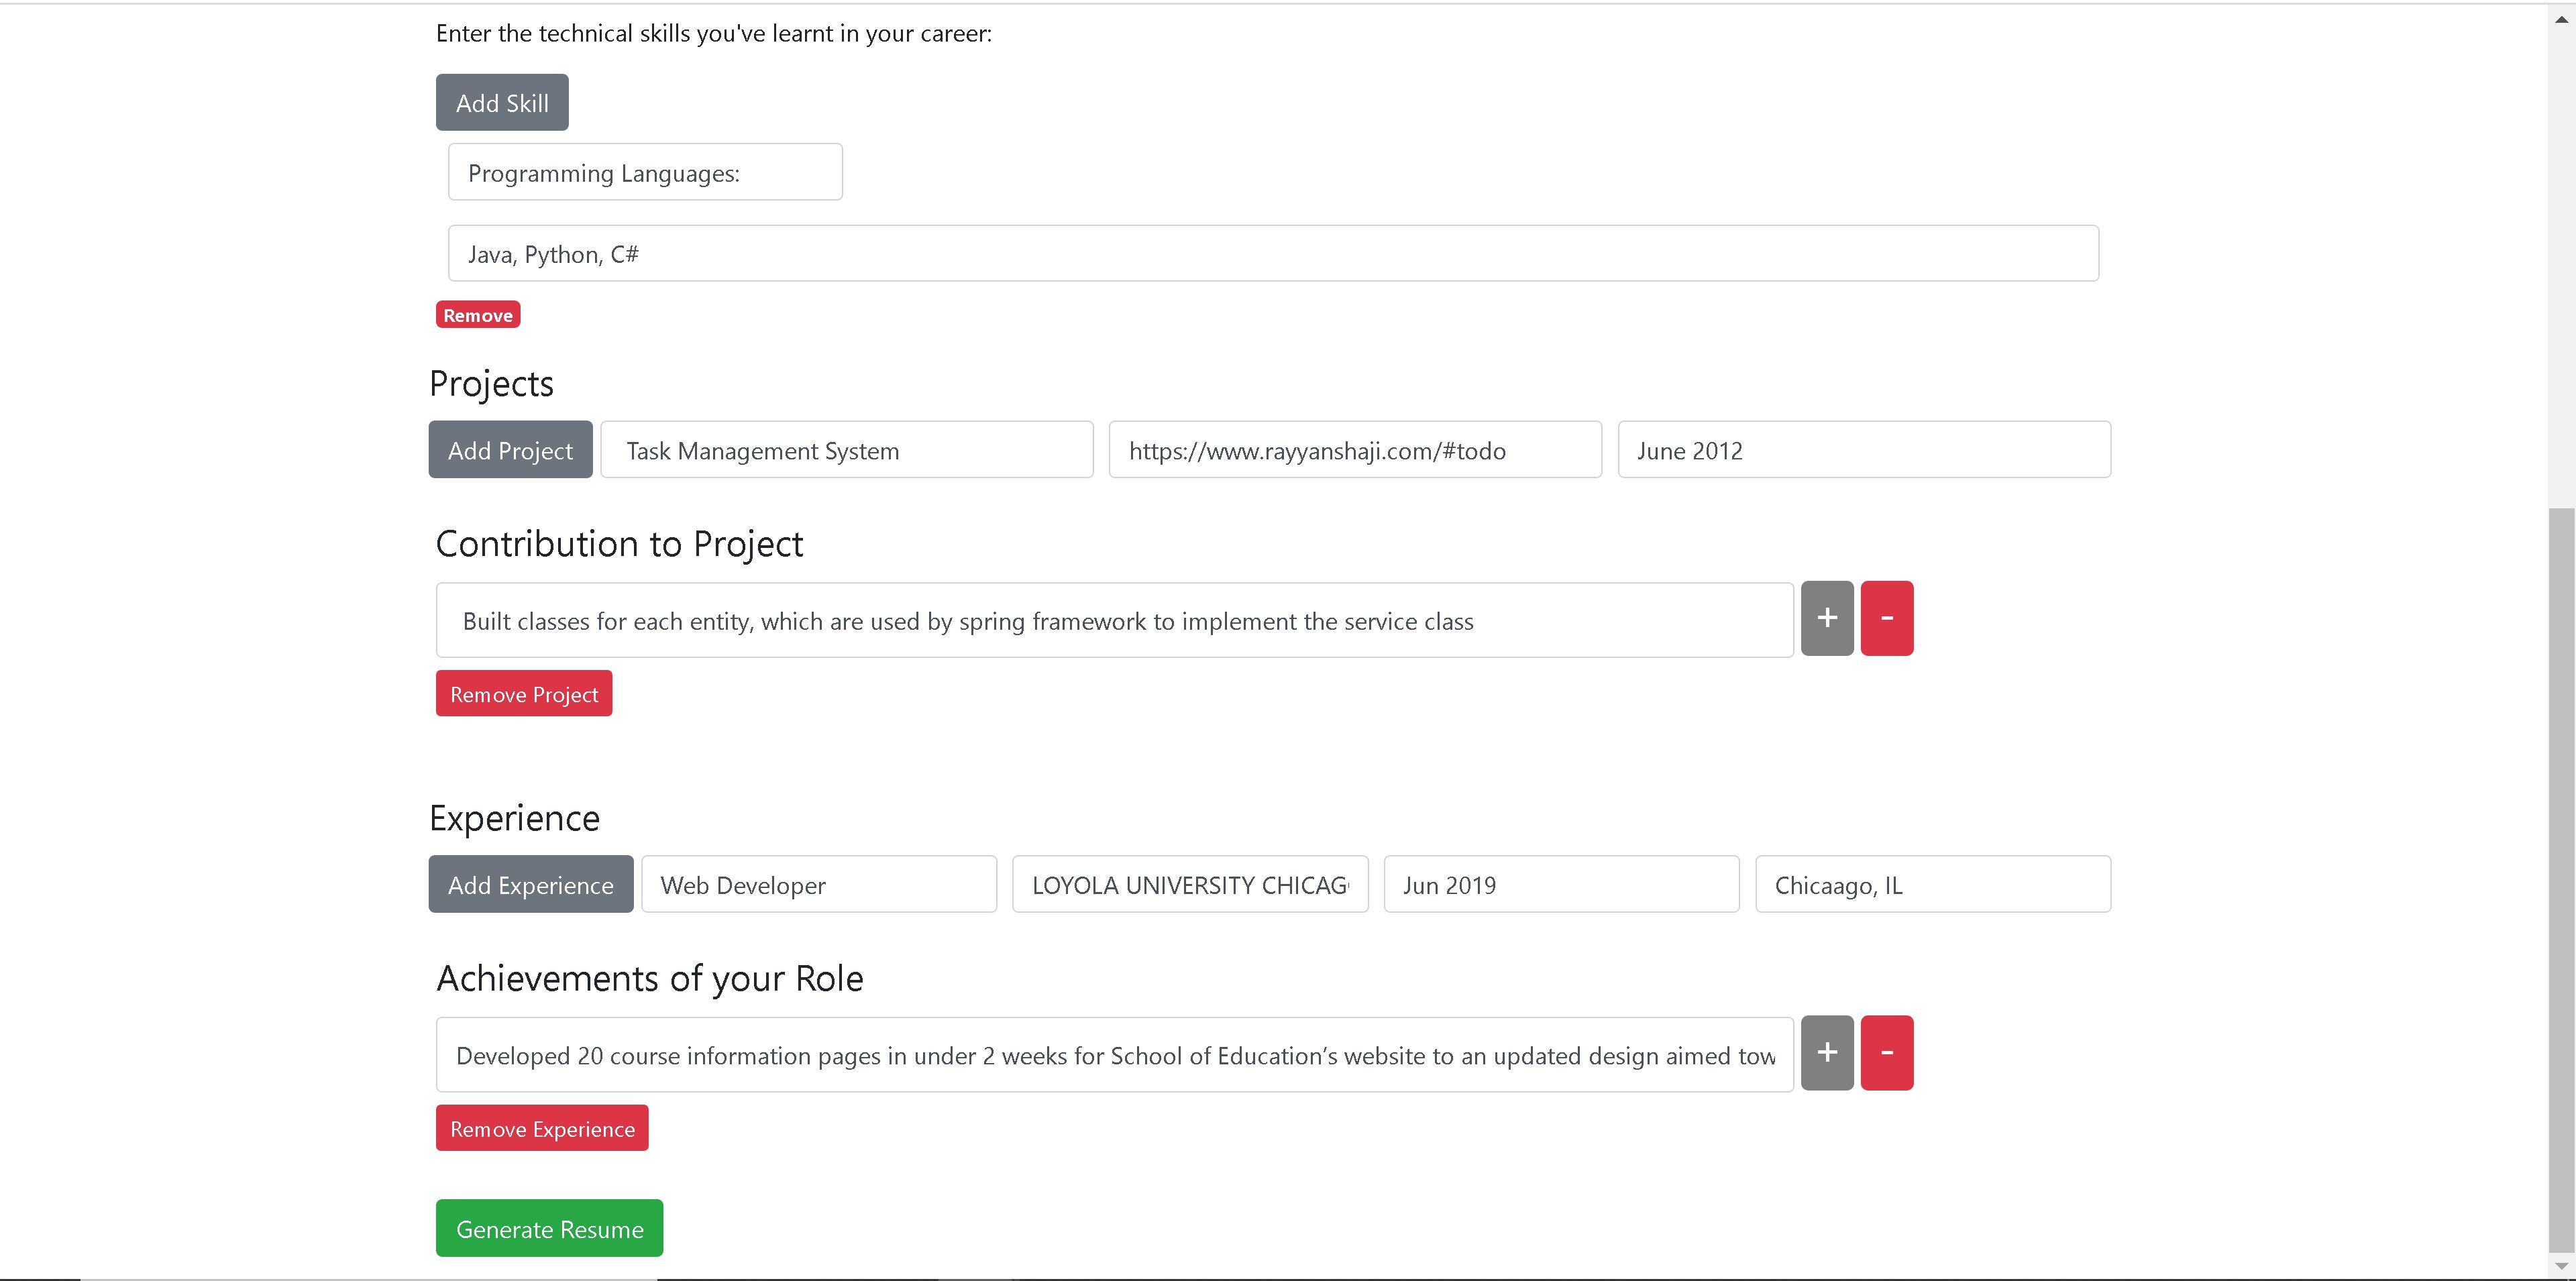 Enter the technical skills you've learnt in your career:
Add Skill
Programming Languages:
Java, Python, C#
Remove
Projects
Add Project Task Management System https://www.rayyanshaji.com/#todo June 2012
Contribution to Project
Built classes for each entity, which are used by spring framework to implement the service class + -
Remove Project
Experience
Add Experience Web Developer LOYOLA UNIVERSITY CHICAG Jun 2019 Chicaago, IL
Achievements of your Role
Developed 20 course information pages in under 2 weeks for School of Education’s website to an updated design aimed tow + -
Remove Experience
Generate Resume